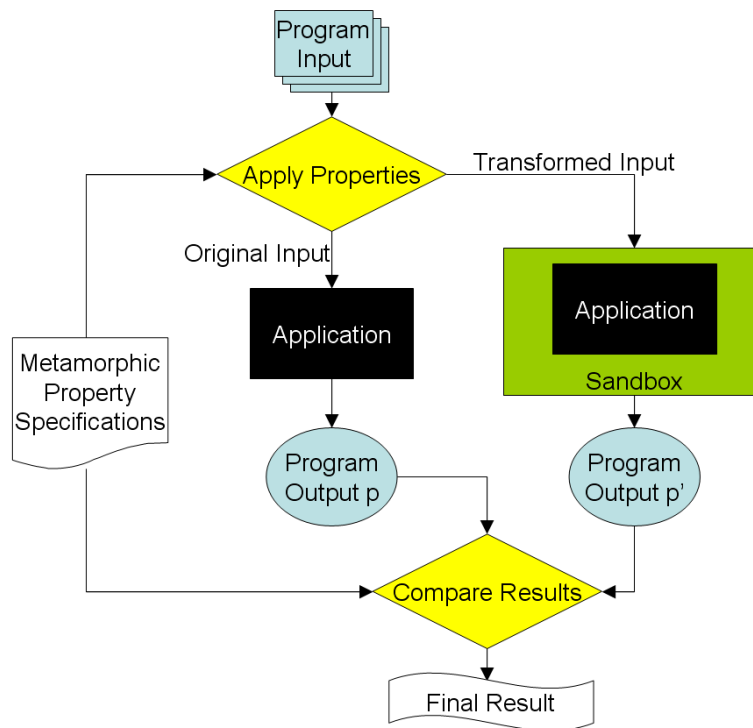 Program
Input
Apply Properties
Transformed Input
Original Input
Application
Application
Sandbox
Metamorphic
Property
Specifications
Program
Output p
Program
Output p’
Compare Results
Final Result